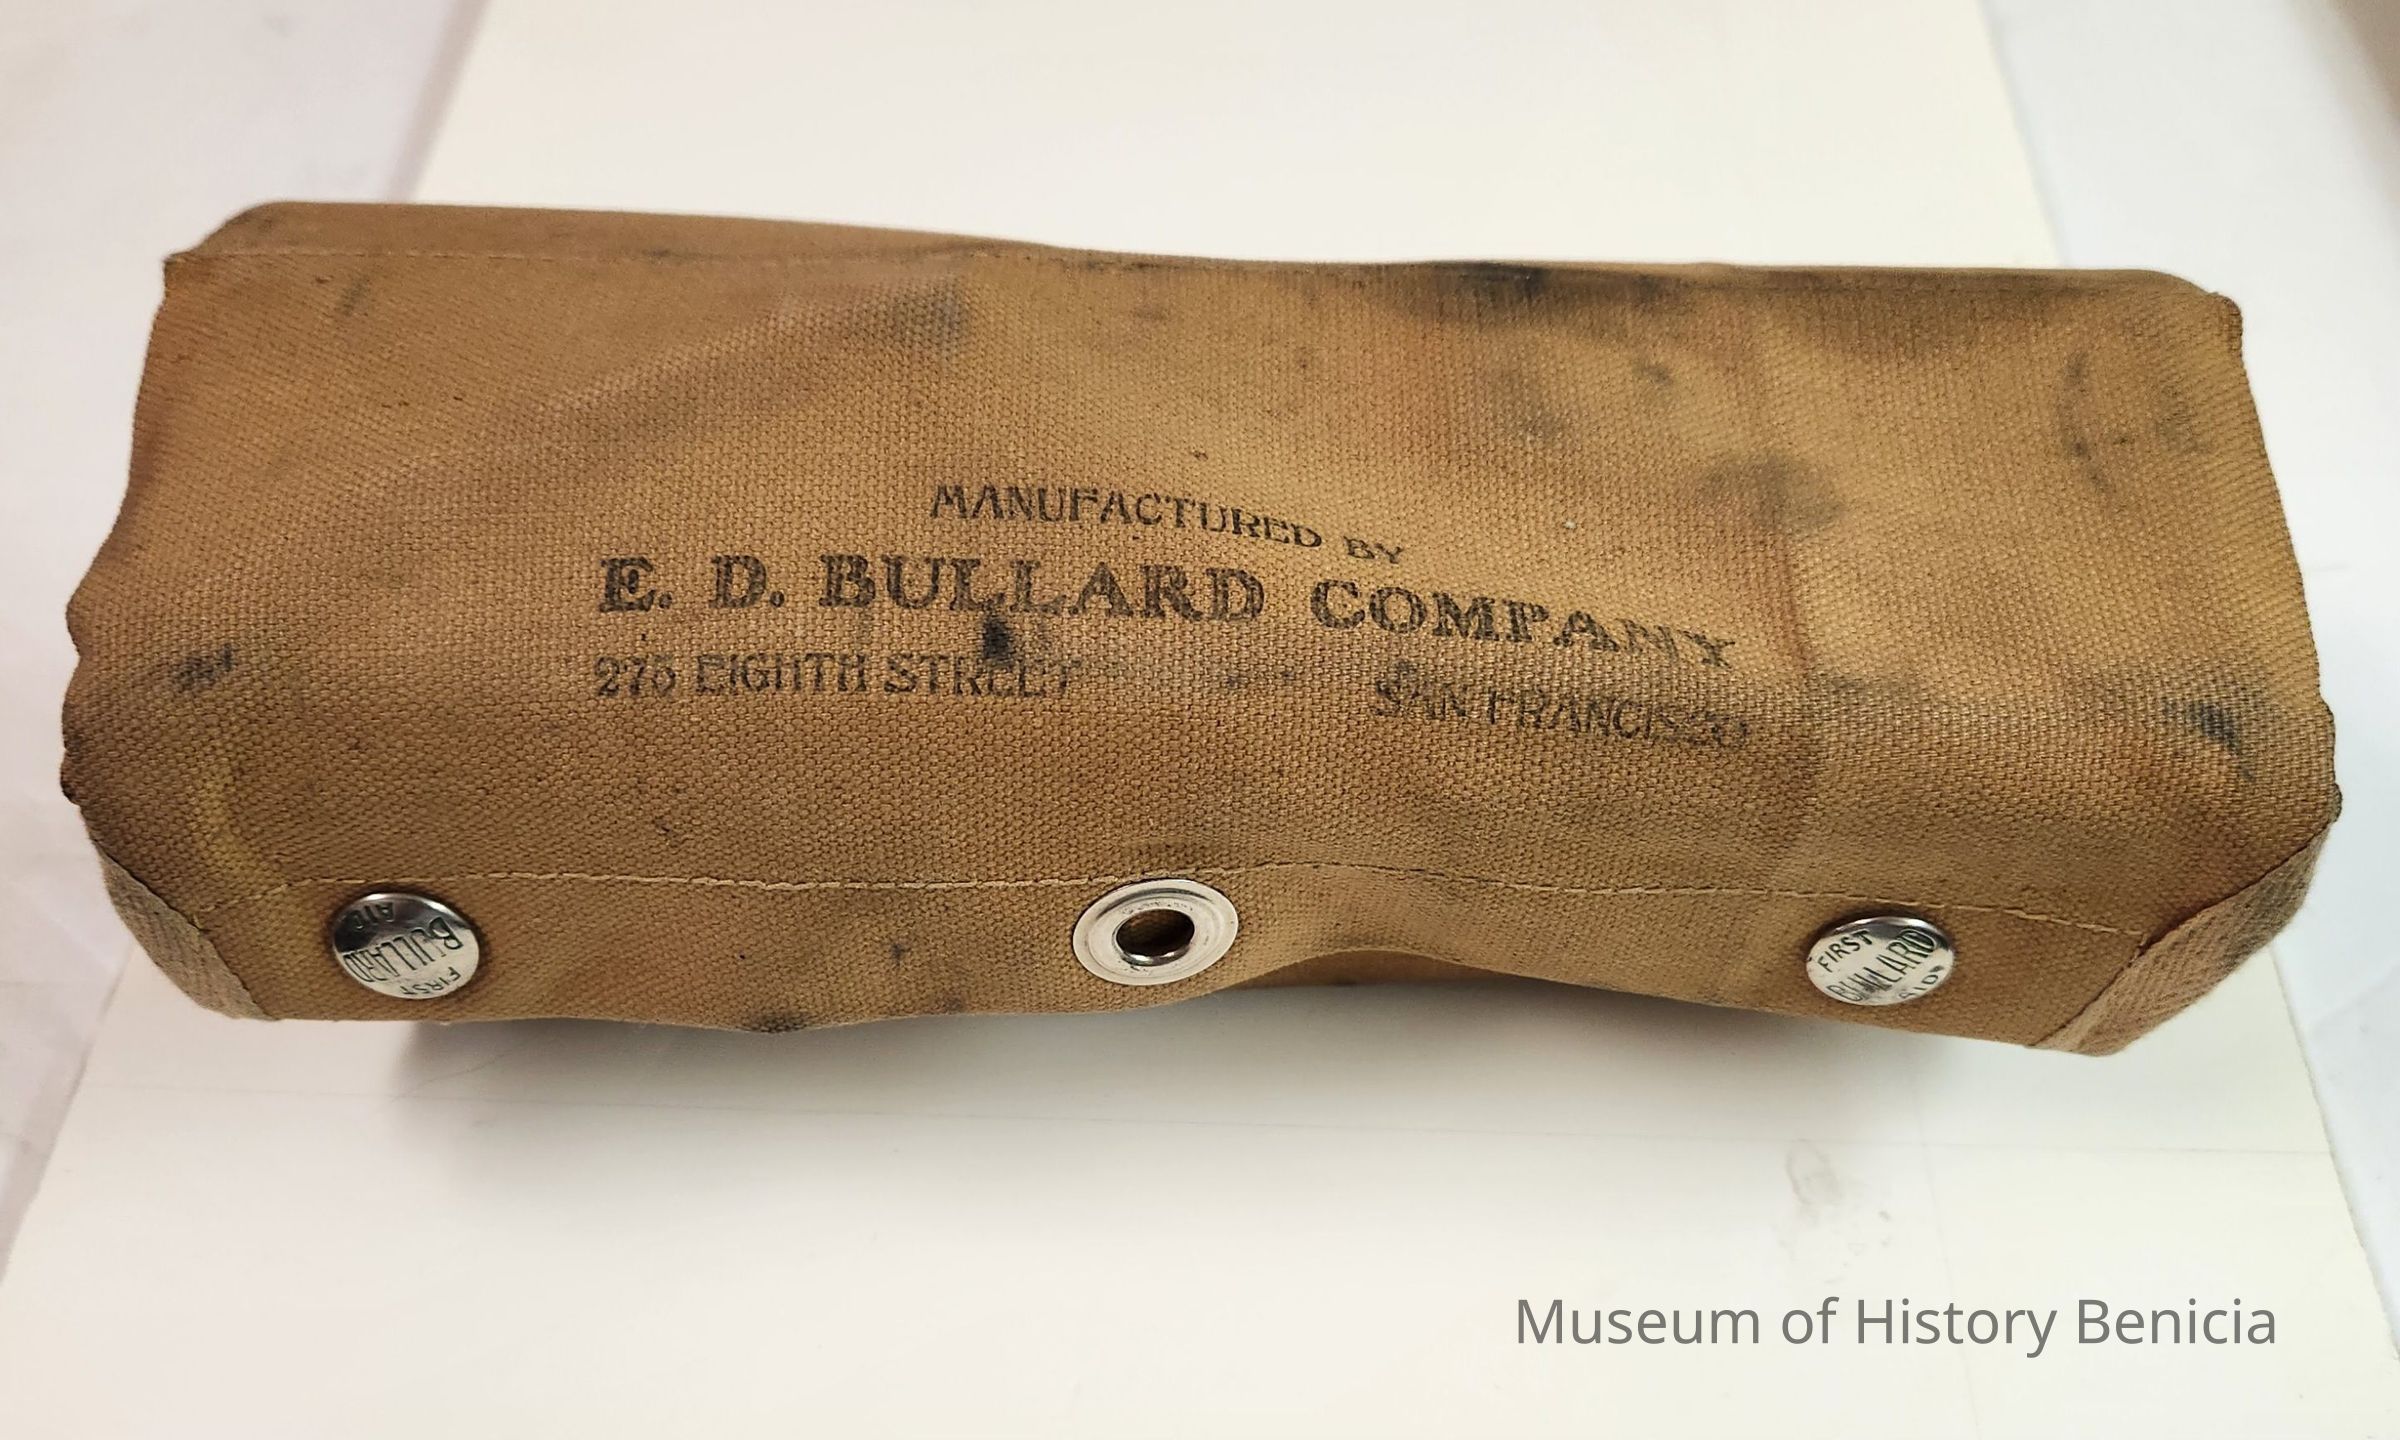 MANUFACTURED BY
E. D. BULLARD COMPANY
275 EIGHTH STREET SAN FRANCISCO
BULLARD
FIRST
AID
FIRST
BULLARD
AID
Museum of History Benicia